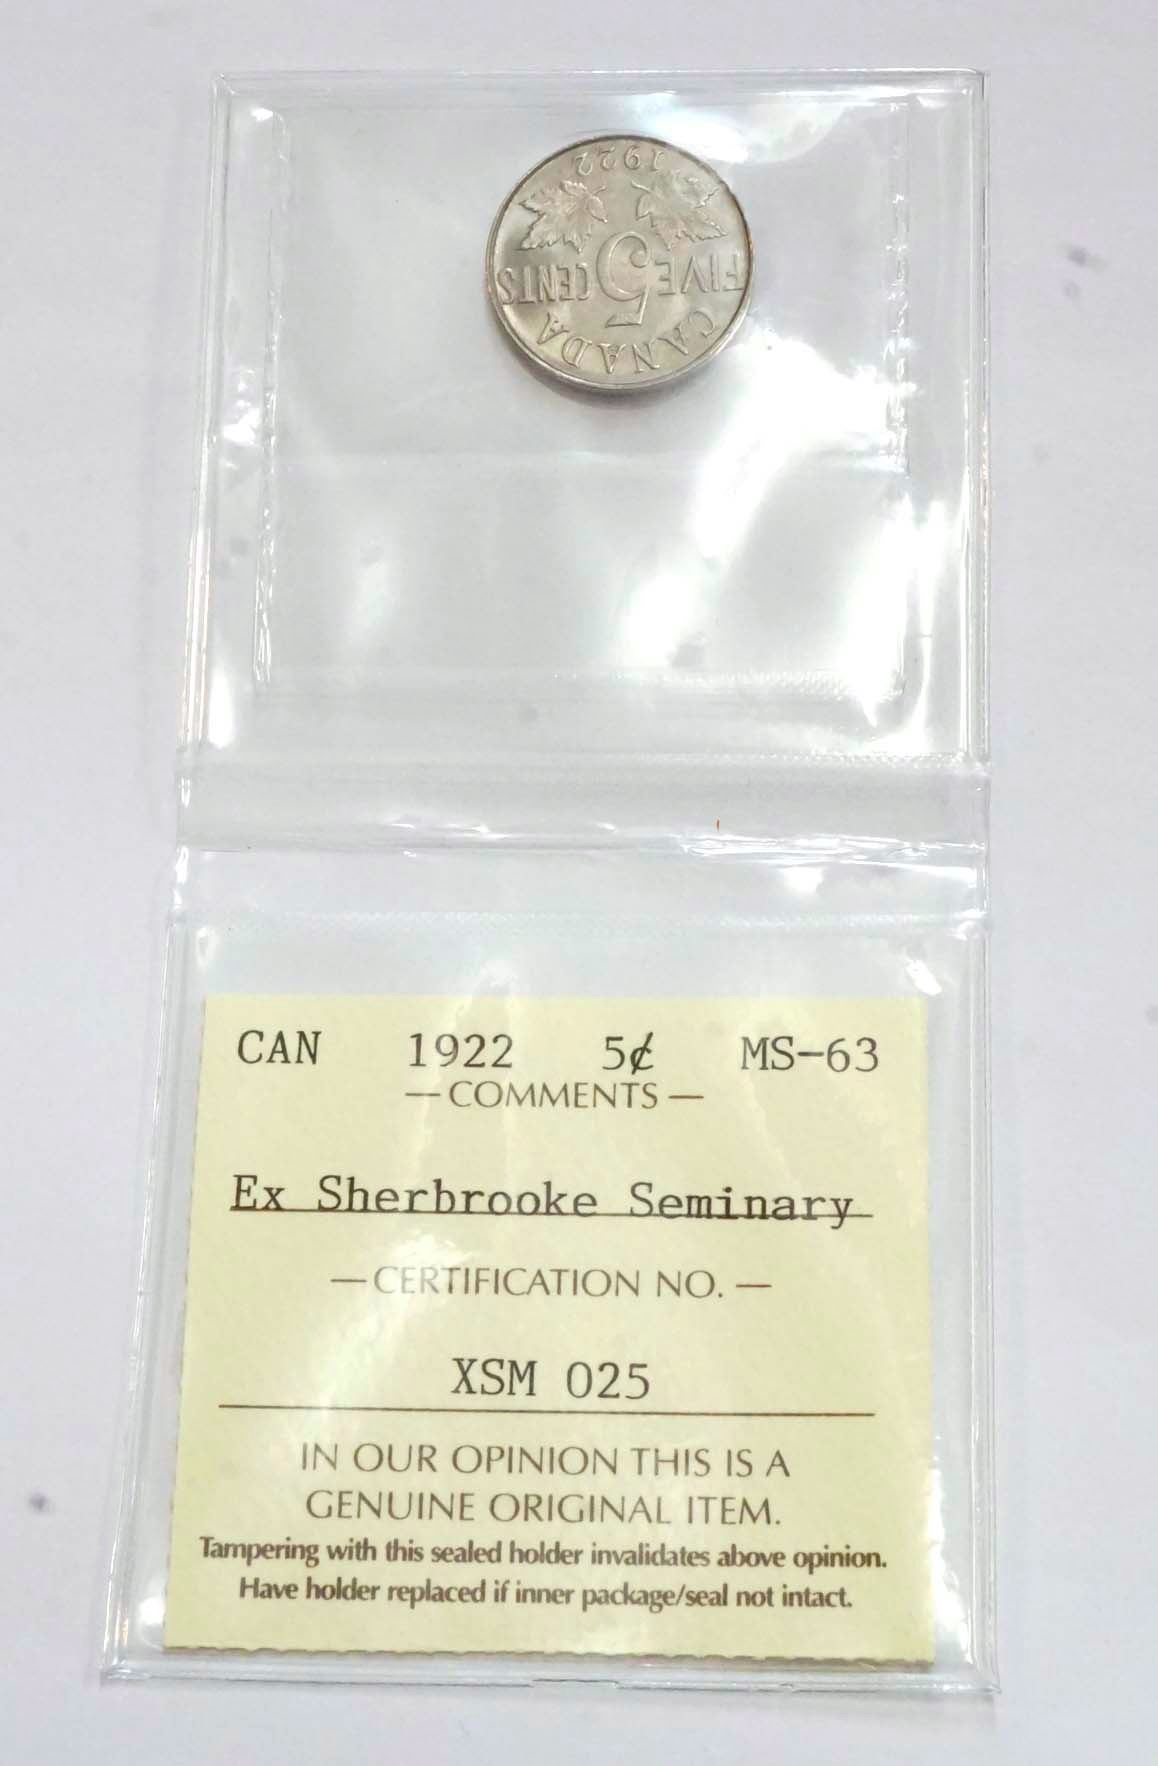 1922
FIVE 5 CENTS
CANADA
CAN 1922 5¢ MS-63
— COMMENTS —
Ex Sherbrooke Seminary
— CERTIFICATION NO. —
XSM 025
IN OUR OPINION THIS IS A
GENUINE ORIGINAL ITEM.
Tampering with this sealed holder invalidates above opinion.
Have holder replaced if inner package/seal not intact.